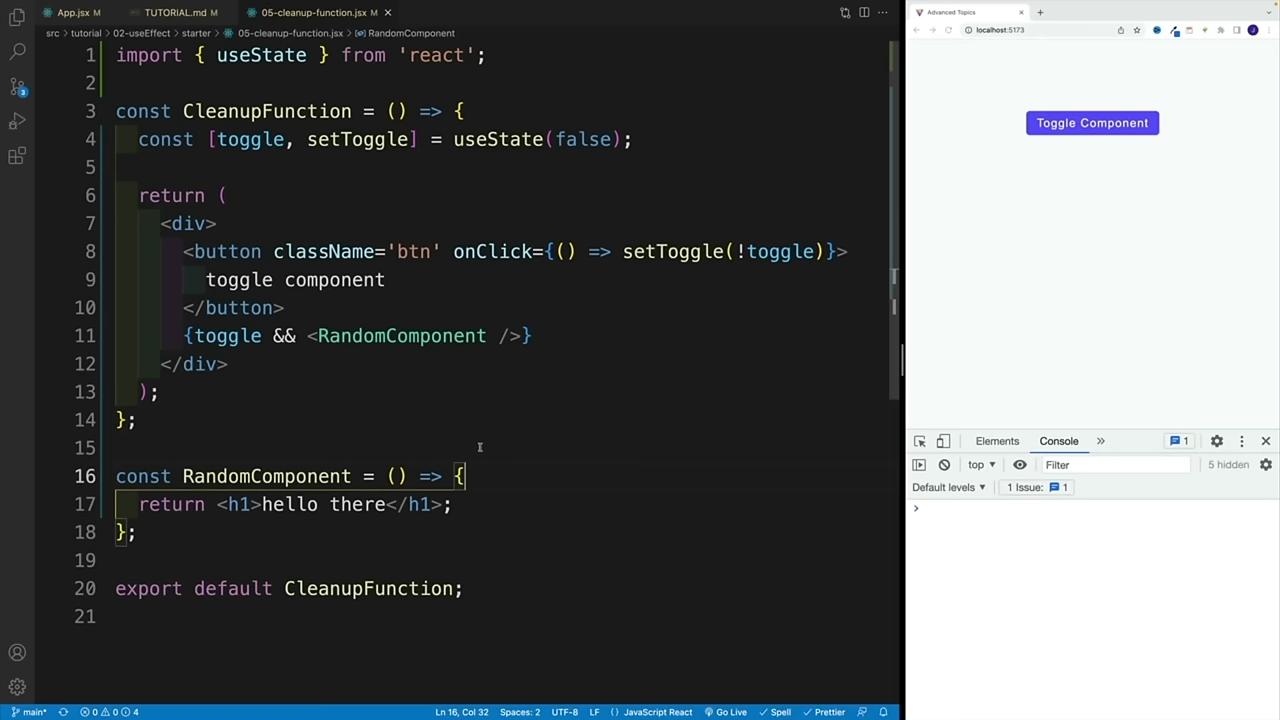 App.jsx M
TUTORIAL.md M
05-cleanup-function.jsx M
src > tutorial > 02-useEffect > starter > 05-cleanup-function.jsx > RandomComponent
1 import { useState } from 'react';
2
3 const CleanupFunction = () => {
4 const [toggle, setToggle] = useState(false);
5
6 return (
7 <div>
8 <button className='btn' onClick={() => setToggle(!toggle)}>
9 toggle component
10 </button>
11 {toggle && <RandomComponent />}
12 </div>
13 );
14 };
15
16 const RandomComponent = () => {
17 return <h1>hello there</h1>;
18 };
19
20 export default CleanupFunction;
21
3
main*
0 0 4
Ln 16, Col 32
Spaces: 2
UTF-8
LF
{ } JavaScript React
Go Live
Spell
Prettier
Advanced Topics
localhost:5173
J
Toggle Component
Elements
Console
1
top
Filter
5 hidden
Default levels
1 Issue: 1
>